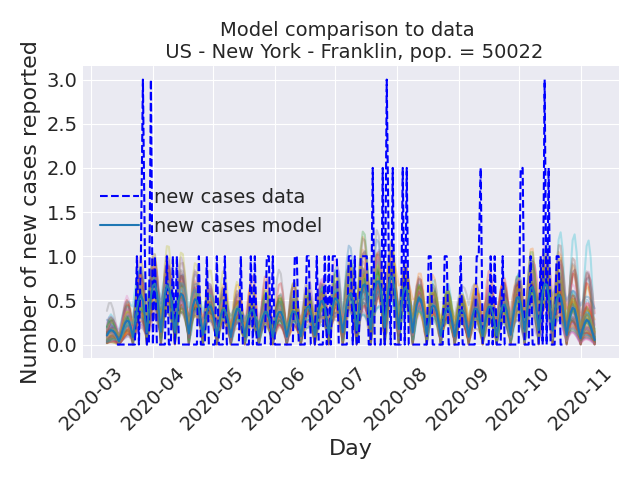 Model comparison to data
US - New York - Franklin, pop. = 50022
Number of new cases reported
3.0
2.5
2.0
1.5
1.0
0.5
0.0
new cases data
new cases model
2020-03
2020-04
2020-05
2020-06
2020-07
2020-08
2020-09
2020-10
2020-11
Day